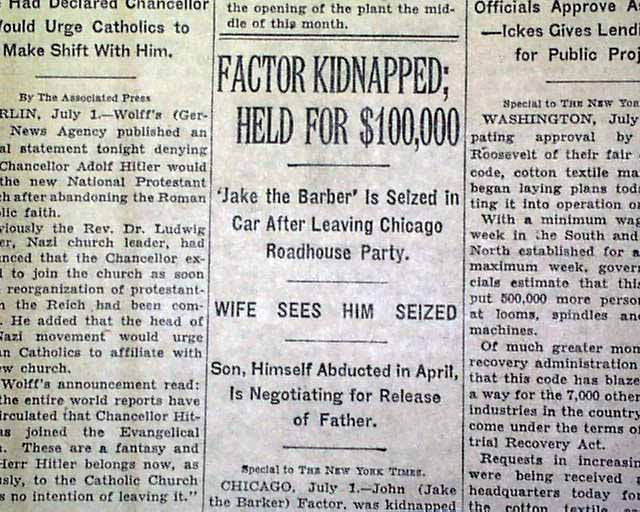 Had Declared Chancellor
ould Urge Catholics to
Make Shift With Him.
By The Associated Press
RLIN, July 1.—Wolff's (Ger-
News Agency published an
al statement tonight denying
Chancellor Adolf Hitler would
the new National Protestant
ch after abandoning the Roman
lic faith.
viously the Rev. Dr. Ludwig
er, Nazi church leader, had
nced that the Chancellor ex-
l to join the church as soon
reorganization of protestant-
n the Reich had been com-
. He added that the head of
Nazi movement would urge
an Catholics to affiliate with
ew church.
Wolff's announcement read:
the entire world reports have
irculated that Chancellor Hit-
as joined the Evangelical
. These are a fantasy and
Herr Hitler belongs now, as
usly, to the Catholic Church
s no intention of leaving it."
the opening of the plant the mid-
dle of this month.
FACTOR KIDNAPPED;
HELD FOR $100,000
'Jake the Barber' Is Seized in
Car After Leaving Chicago
Roadhouse Party.
WIFE SEES HIM SEIZED
Son, Himself Abducted in April,
Is Negotiating for Release
of Father.
Special to THE NEW YORK TIMES.
CHICAGO, July 1.—John (Jake
the Barker) Factor, was kidnapped
Officials Approve As
—Ickes Gives Lendi
for Public Proj
Special to THE NEW YOR
WASHINGTON, July
pating approval by
Roosevelt of their fair
code, cotton textile ma
began laying plans tod
ting it into operation o
With a minimum wag
week in the South and
North established for a
maximum week, gover
cials estimate that this
put 500,000 more person
at looms, spindles and
machines.
Of much greater mom
recovery administration
that this code has blaze
a way for the 7,000 other
industries in the country
come under the terms of
trial Recovery Act.
Requests in increasin
were being received a
headquarters today fo
the cotton textile